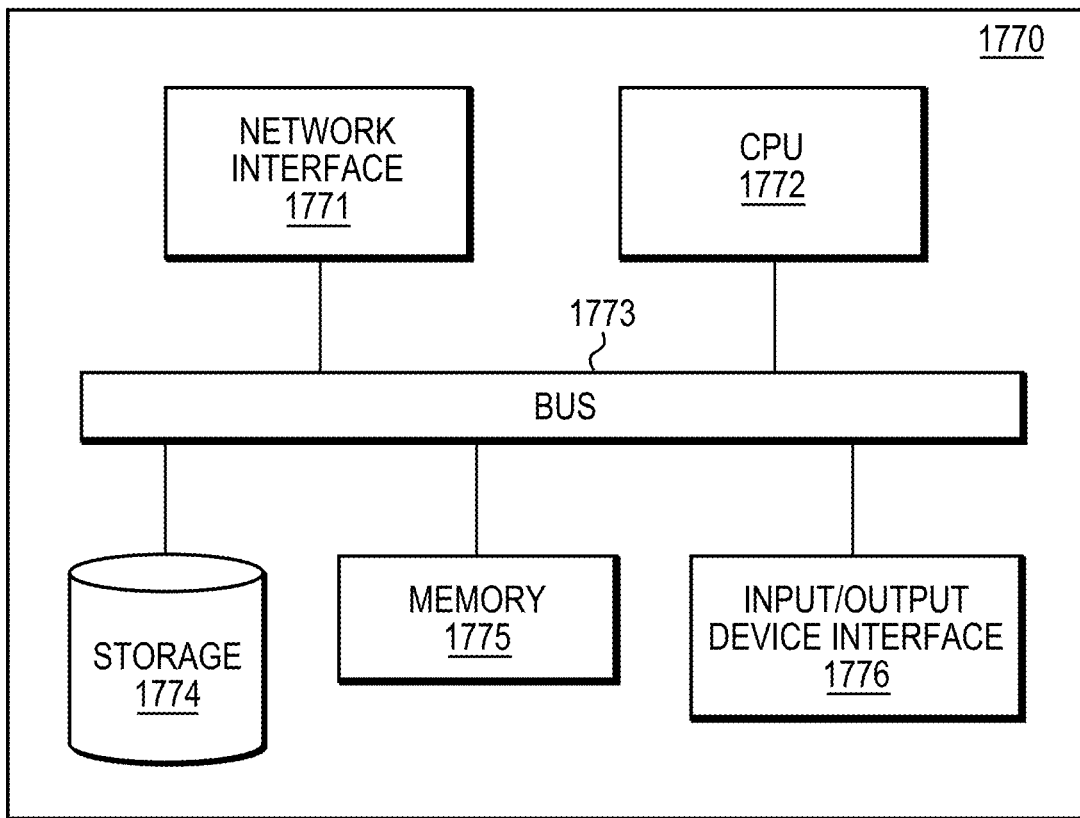 1770
NETWORK
INTERFACE
1771
CPU
1772
1773
BUS
STORAGE
1774
MEMORY
1775
INPUT/OUTPUT
DEVICE INTERFACE
1776